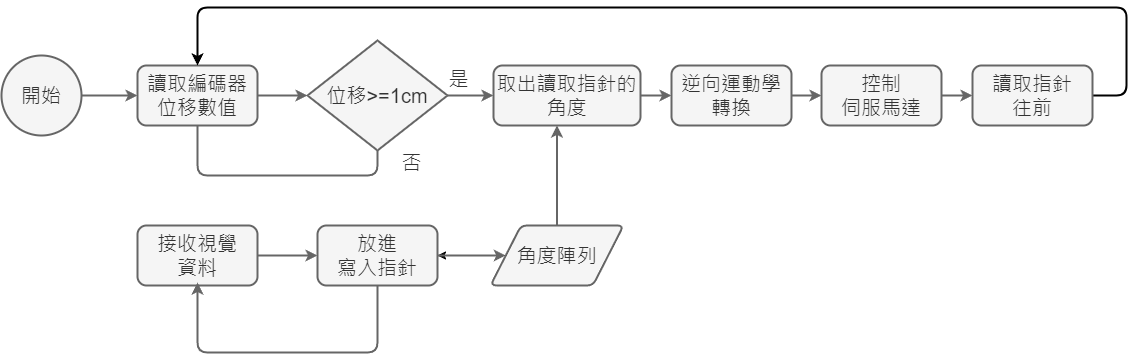 開始
讀取編碼器
位移數值
位移>=1cm
是
否
取出讀取指針的
角度
逆向運動學
轉換
控制
伺服馬達
讀取指針
往前
接收視覺
資料
放進
寫入指針
角度陣列